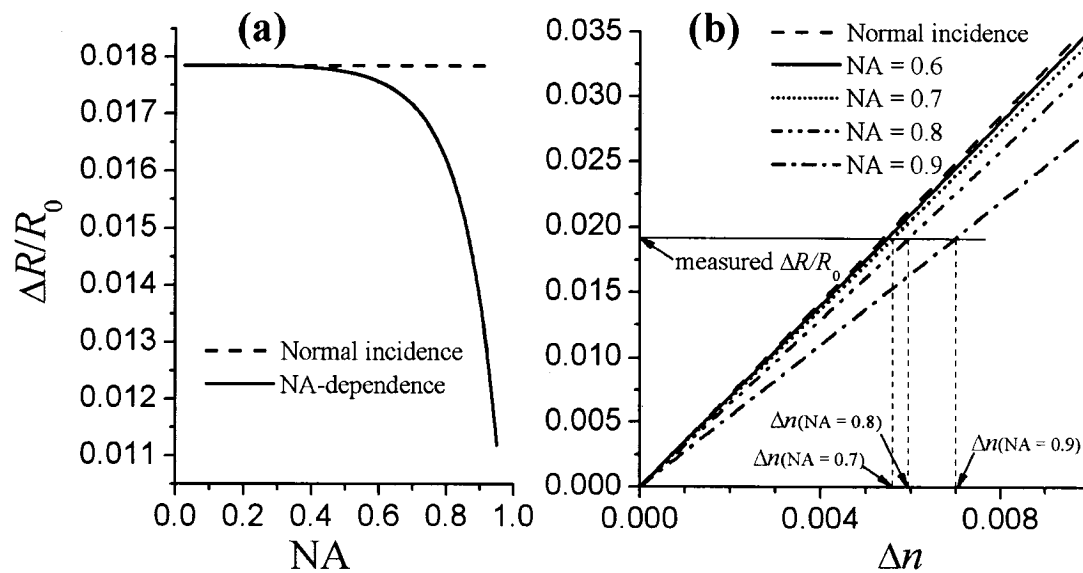 (a)
0.018
0.017
0.016
0.015
0.014
0.013
0.012
0.011
ΔR/R0
Normal incidence
NA-dependence
0.0 0.2 0.4 0.6 0.8 1.0
NA
(b)
0.035
0.030
0.025
0.020
0.015
0.010
0.005
0.000
Normal incidence
NA = 0.6
NA = 0.7
NA = 0.8
NA = 0.9
measured ΔR/R0
Δn(NA = 0.8)
Δn(NA = 0.7)
Δn(NA = 0.9)
0.000 0.004 0.008
Δn